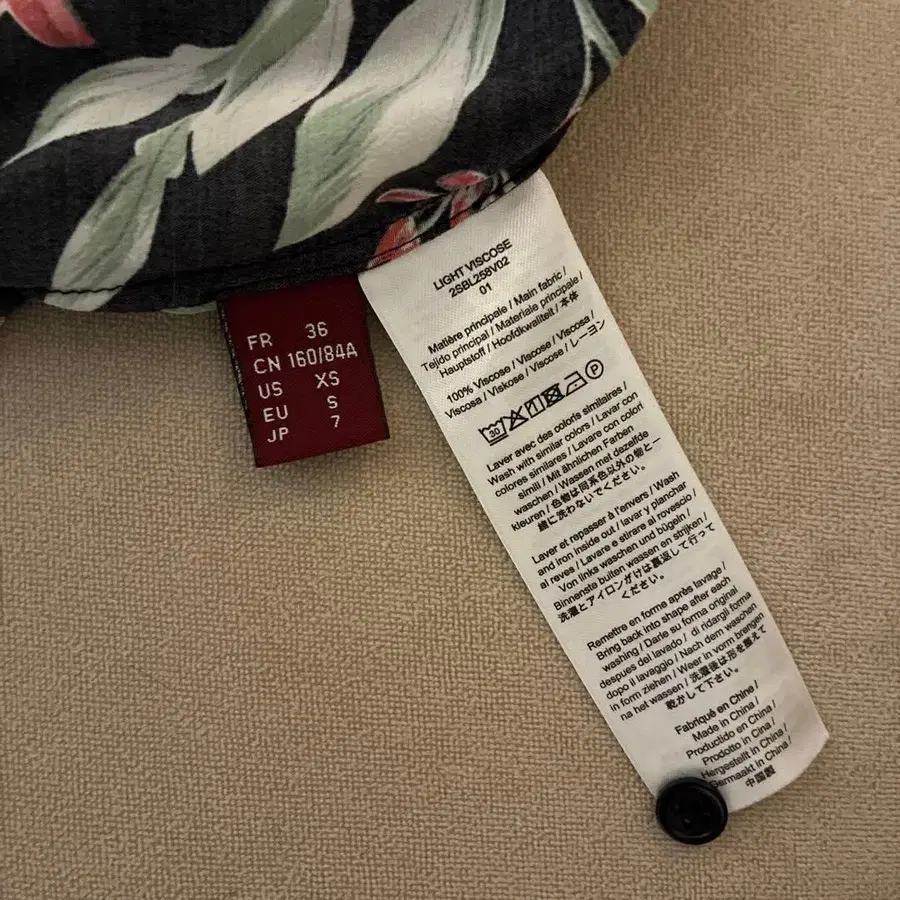 FR 36
CN 160/84A
US XS
EU S
JP 7
LIGHT VISCOSE
2SBL258V02
01
Matière principale / Main fabric /
Tejido principal / Materiale principale /
Hauptstoff / Hoofdkwaliteit / 本体
100% Viscose / Viscose / Viscosa /
Viscosa / Viskose / Viscose / レーヨン
30 P
Laver avec des coloris similaires /
Wash with similar colors / Lavar con
colores similares / Lavare con colori
simili / Mit ähnlichen Farben
waschen / Wassen met dezelfde
kleuren / 色物は同系色以外の物と一
緒に洗わないでください。
Laver et repasser à l'envers / Wash
and iron inside out / lavar y planchar
al reves / Lavare e stirare al rovescio /
Von links waschen und bügeln /
Binnenste buiten wassen en strijken /
洗濯とアイロンがけは裏返して行って
ください。
Remettre en forme après lavage /
Bring back into shape after each
washing / Darle su forma original
despues del lavado / di ridargli forma
dopo il lavaggio / Nach dem waschen
in form ziehen / Weer in vorm brengen
na het wassen / 洗濯後は形を整えて
乾かして下さい。
Fabriqué en Chine /
Made in China /
Productido en China /
Prodotto in Cina /
Hergestellt in China /
Germaakt in China /
中国製